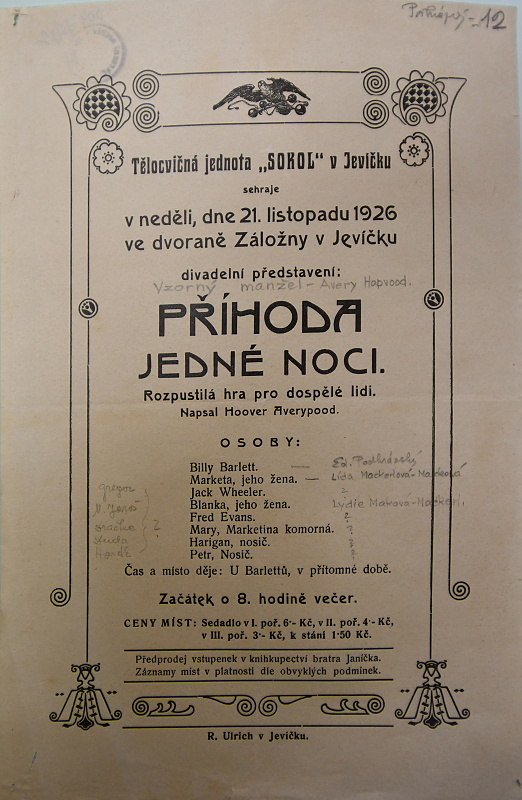 12
Tělocvičná jednota „SOKOL" v Jevíčku
sehraje
v neděli, dne 21. listopadu 1926
ve dvoraně Záložny v Jevíčku
divadelní představení:
Vzorný manžel - Avery Hopvood.
PŘÍHODA
JEDNÉ NOCI.
Rozpustilá hra pro dospělé lidi.
Napsal Hoover Averypood.
OSOBY:
Billy Barlett.
Marketa, jeho žena. — Lída
Jack Wheeler. ?
Blanka, jeho žena. Lydie
Fred Evans. ?
Mary, Marketina komorná. ?
Harigan, nosič. ?
Petr, Nosič. ?
Gregor
?
Čas a místo děje: U Barlettů, v přítomné době.
Začátek o 8. hodině večer.
CENY MÍST: Sedadlo v I. poř. 6·- Kč, v II. poř. 4·- Kč,
v III. poř. 3·- Kč, k stání 1·50 Kč.
Předprodej vstupenek v knihkupectví bratra Janíčka.
Záznamy míst v platnosti dle obvyklých podmínek.
R. Ulrich v Jevíčku.